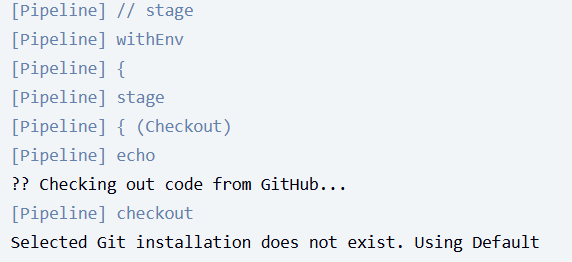 [Pipeline] // stage
[Pipeline] withEnv
[Pipeline] {
[Pipeline] stage
[Pipeline] { (Checkout)
[Pipeline] echo
?? Checking out code from GitHub...
[Pipeline] checkout
Selected Git installation does not exist. Using Default